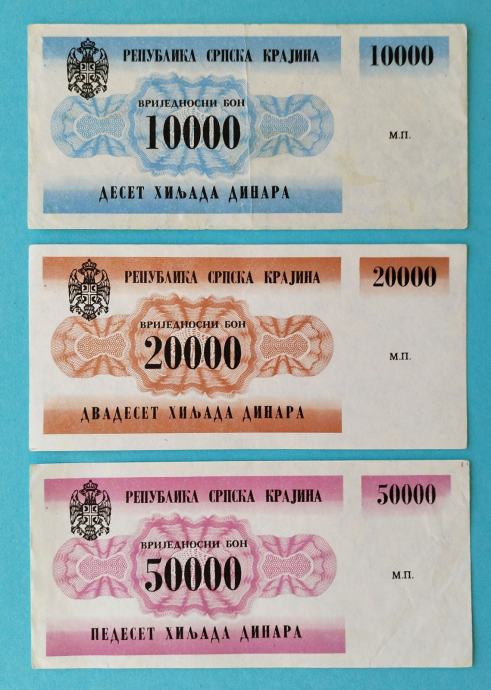 РЕПУБЛИКА СРПСКА КРАЈИНА 10000
ВРИЈЕДНОСНИ БОН
10000
М.П.
ДЕСЕТ ХИЉАДА ДИНАРА
РЕПУБЛИКА СРПСКА КРАЈИНА 20000
ВРИЈЕДНОСНИ БОН
20000
М.П.
ДВАДЕСЕТ ХИЉАДА ДИНАРА
РЕПУБЛИКА СРПСКА КРАЈИНА 50000
ВРИЈЕДНОСНИ БОН
50000
М.П.
ПЕДЕСЕТ ХИЉАДА ДИНАРА